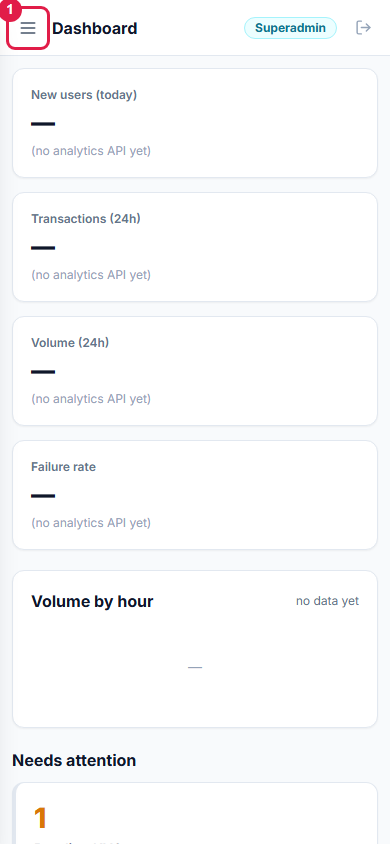 1
Dashboard
Superadmin
New users (today)
—
(no analytics API yet)
Transactions (24h)
—
(no analytics API yet)
Volume (24h)
—
(no analytics API yet)
Failure rate
—
(no analytics API yet)
Volume by hour
no data yet
—
Needs attention
1